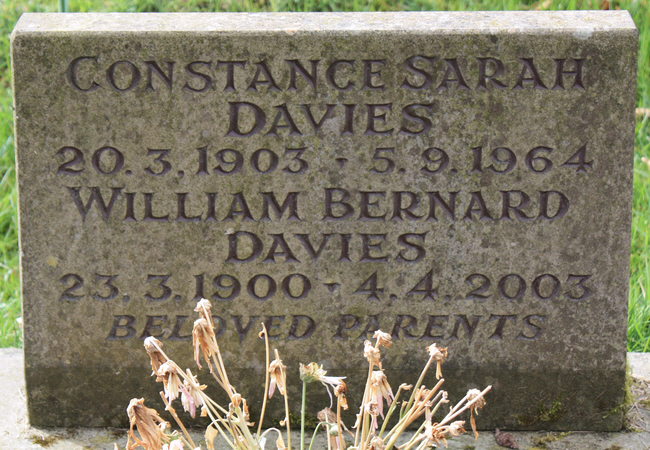 CONSTANCE SARAH
DAVIES
20.3.1903 - 5.9.1964
WILLIAM BERNARD
DAVIES
23.3.1900 - 4.4.2003
BELOVED PARENTS